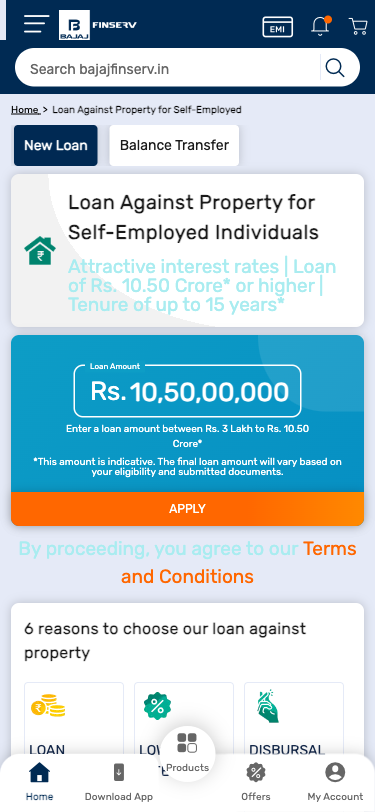 BAJAJ FINSERV
EMI
Search bajajfinserv.in
Home > Loan Against Property for Self-Employed
New Loan Balance Transfer
Loan Against Property for
Self-Employed Individuals
Attractive interest rates | Loan
of Rs. 10.50 Crore* or higher |
Tenure of up to 15 years*
Loan Amount
Rs. 10,50,00,000
Enter a loan amount between Rs. 3 Lakh to Rs. 10.50
Crore*
*This amount is indicative. The final loan amount will vary based on
your eligibility and submitted documents.
APPLY
By proceeding, you agree to our Terms
and Conditions
6 reasons to choose our loan against
property
LOAN DISBURSAL
Home Download App Products Offers My Account